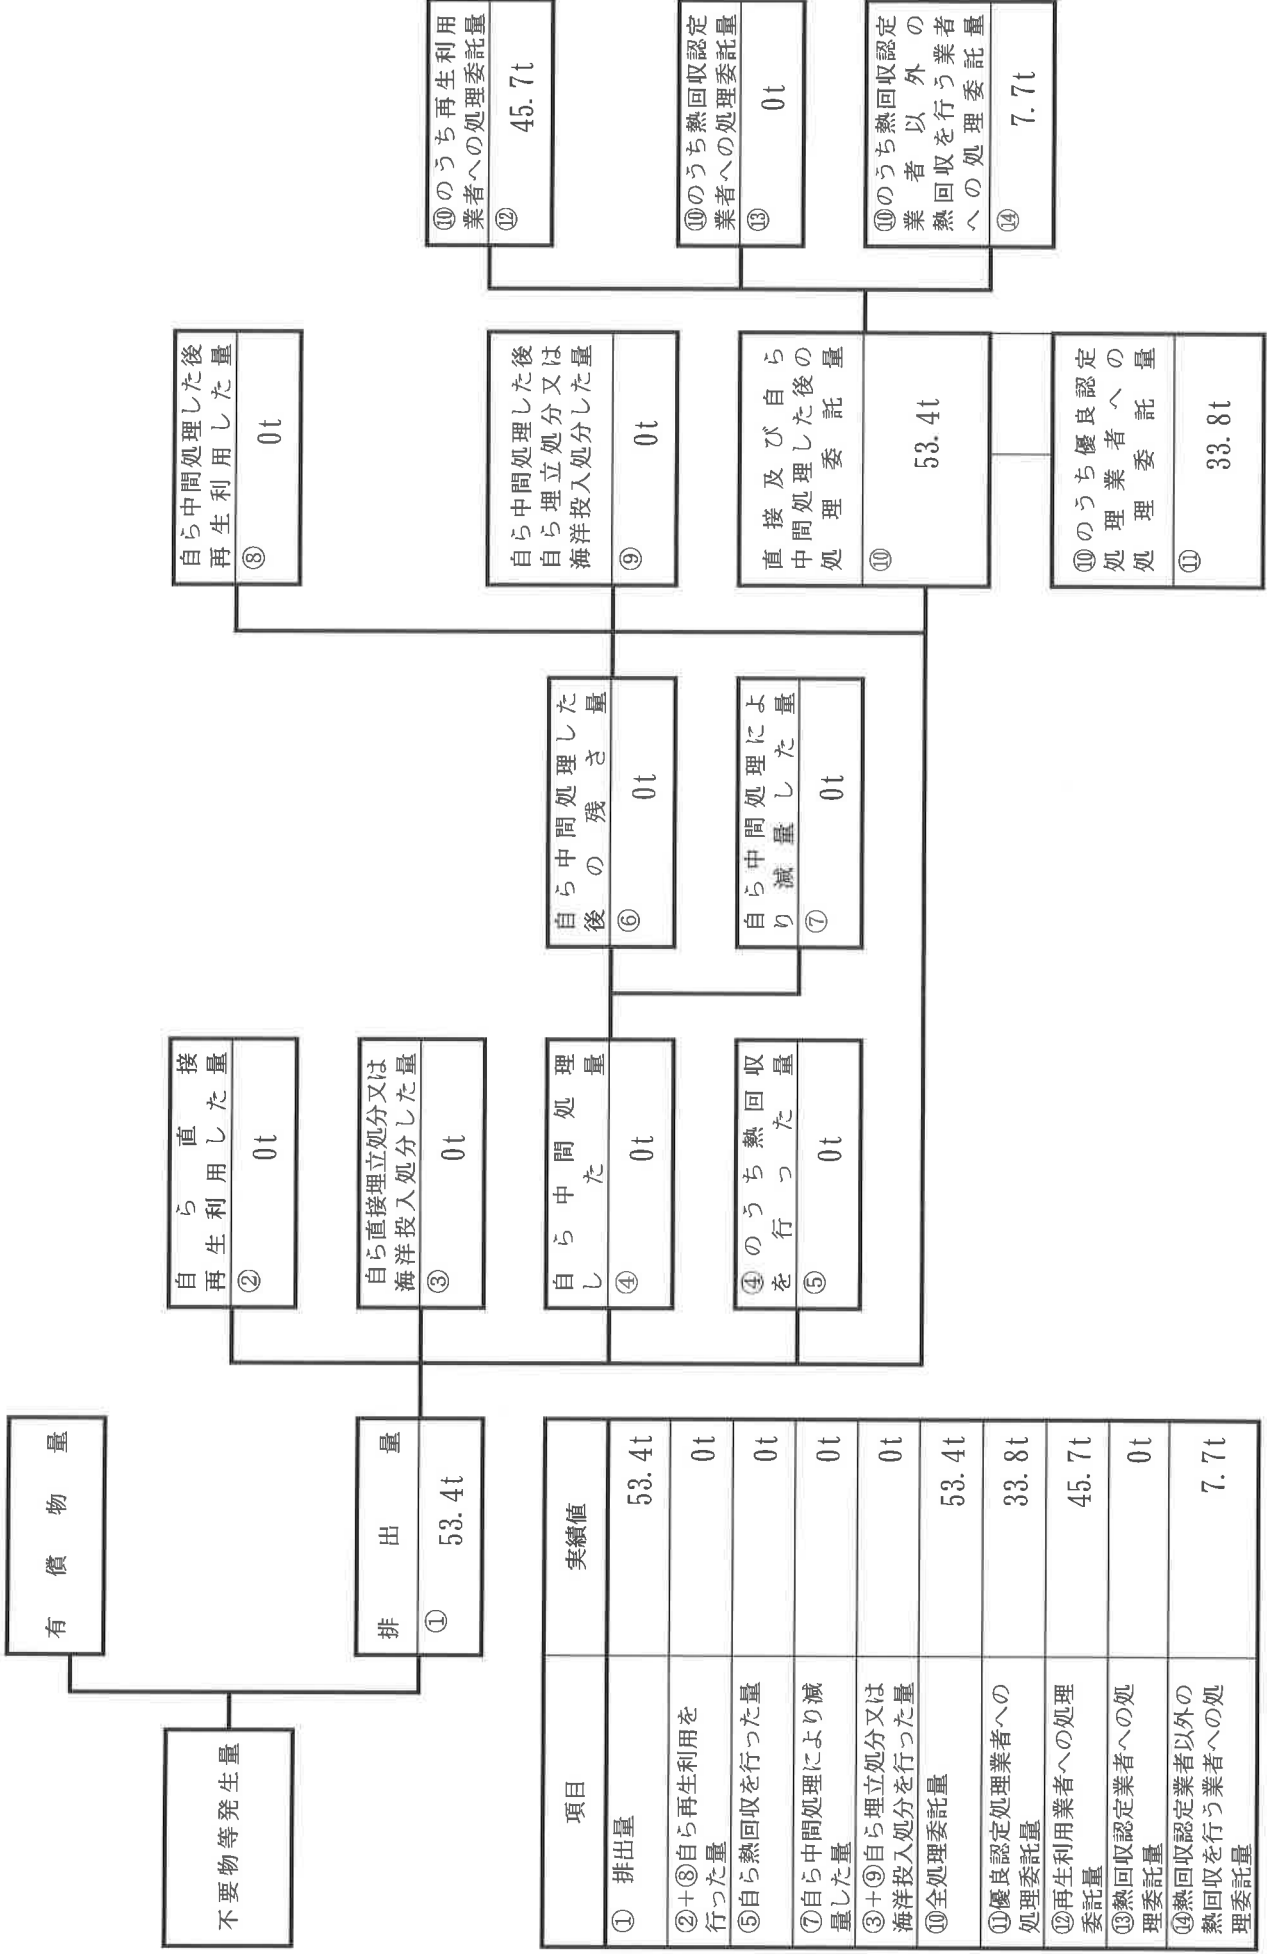 不要物等発生量
有償物量
排出量
① 53.4t
自ら直接
再生利用した量
② 0t
自ら直接埋立処分又は
海洋投入処分した量
③ 0t
自ら中間処理
した量
④ 0t
④のうち熱回収
を行った量
⑤ 0t
自ら中間処理した
後の残さ量
⑥ 0t
自ら中間処理によ
り減量した量
⑦ 0t
自ら中間処理した後
再生利用した量
⑧ 0t
自ら中間処理した後
自ら埋立処分又は
海洋投入処分した量
⑨ 0t
直接及び自ら
中間処理した後の
処理委託量
⑩ 53.4t
⑩のうち優良認定
処理業者への
処理委託量
⑪ 33.8t
⑩のうち再生利用
業者への処理委託量
⑫ 45.7t
⑩のうち熱回収認定
業者への処理委託量
⑬ 0t
⑩のうち熱回収認定
業者以外の
熱回収を行う業者
への処理委託量
⑭ 7.7t
項目 実績値
① 排出量 53.4t
②+⑧自ら再生利用を
行った量 0t
⑤自ら熱回収を行った量 0t
⑦自ら中間処理により減
量した量 0t
③+⑨自ら埋立処分又は
海洋投入処分を行った量 0t
⑩全処理委託量 53.4t
⑪優良認定処理業者への
処理委託量 33.8t
⑫再生利用業者への処理
委託量 45.7t
⑬熱回収認定業者への処
理委託量 0t
⑭熱回収認定業者以外の
熱回収を行う業者への処
理委託量 7.7t